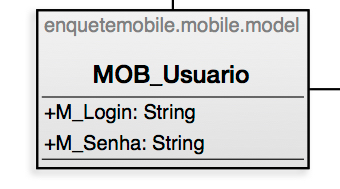 enquetemobile.mobile.model
MOB_Usuario
+M_Login: String
+M_Senha: String